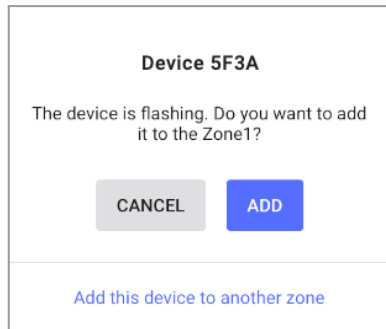 Device 5F3A
The device is flashing. Do you want to add
it to the Zone1?
CANCEL
ADD
Add this device to another zone